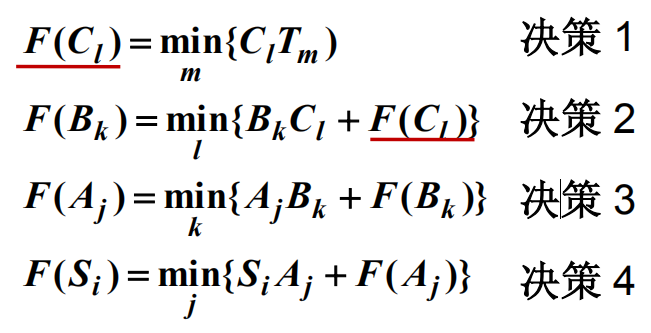 F(C_l) = min_m{C_l T_m) 决策 1
F(B_k) = min_l{B_k C_l + F(C_l)} 决策 2
F(A_j) = min_k{A_j B_k + F(B_k)} 决策 3
F(S_i) = min_j{S_i A_j + F(A_j)} 决策 4